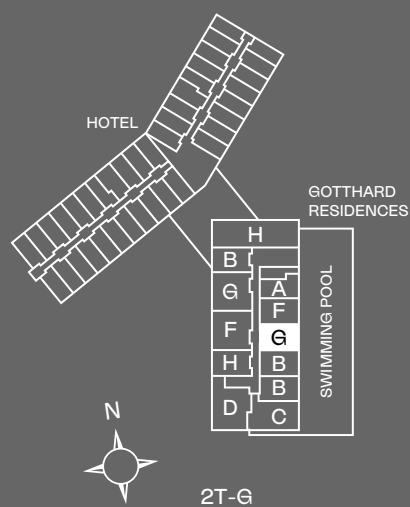 HOTEL
GOTTHARD
RESIDENCES
H
B
A
G
F
F
G
H
B
B
D
C
SWIMMING POOL
N
2T-G